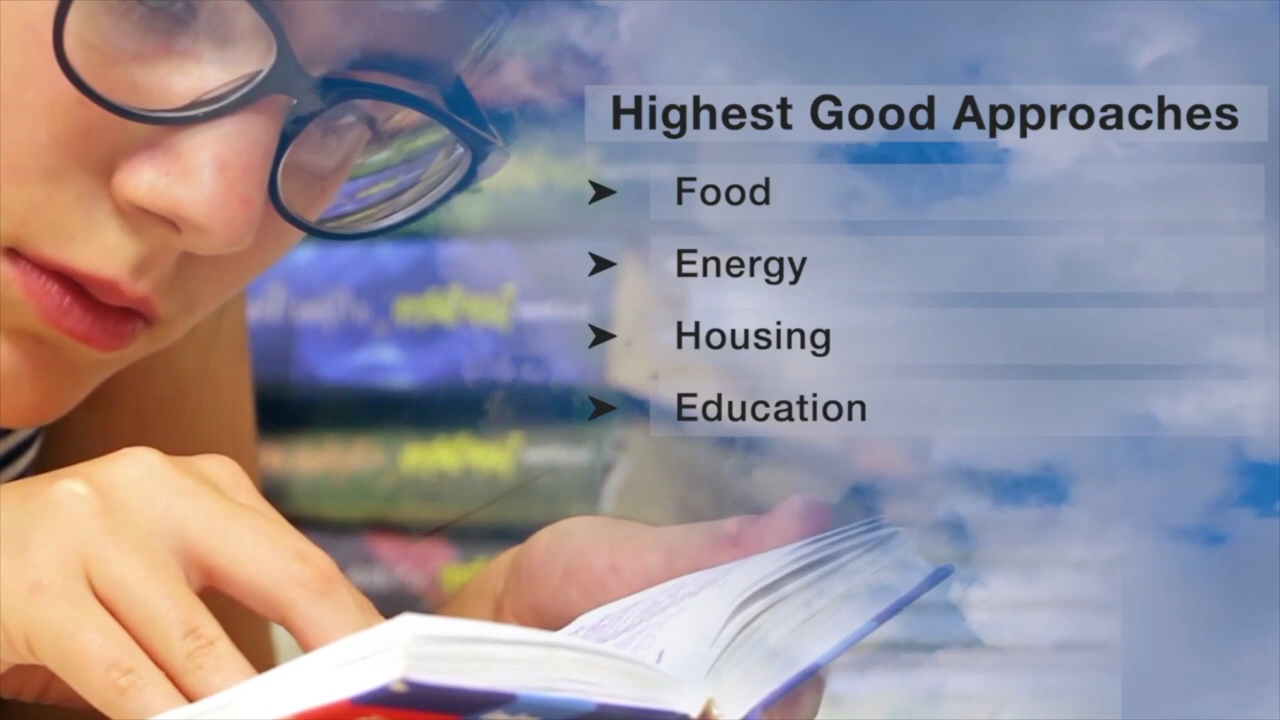 Highest Good Approaches
➤ Food
➤ Energy
➤ Housing
➤ Education